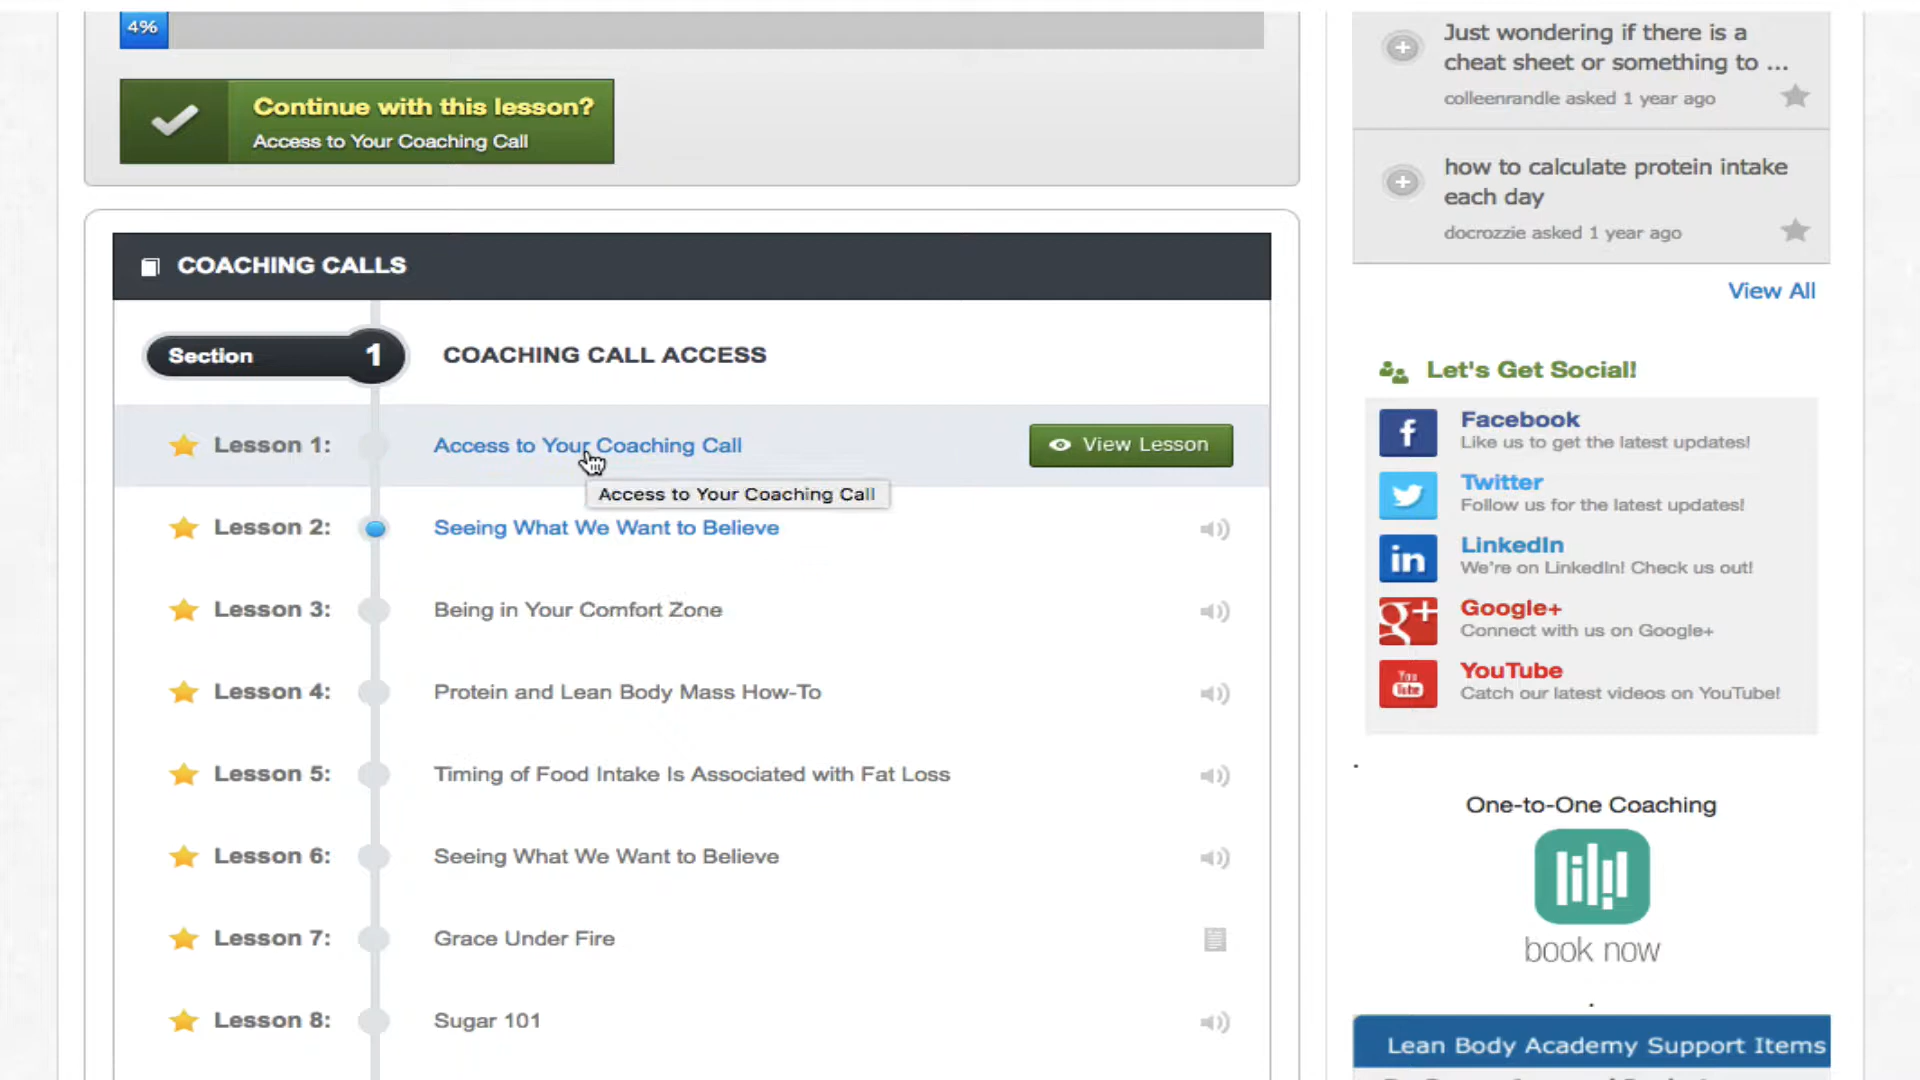 4%
Continue with this lesson?
Access to Your Coaching Call
COACHING CALLS
Section 1
COACHING CALL ACCESS
Lesson 1: Access to Your Coaching Call View Lesson
Access to Your Coaching Call
Lesson 2: Seeing What We Want to Believe
Lesson 3: Being in Your Comfort Zone
Lesson 4: Protein and Lean Body Mass How-To
Lesson 5: Timing of Food Intake Is Associated with Fat Loss
Lesson 6: Seeing What We Want to Believe
Lesson 7: Grace Under Fire
Lesson 8: Sugar 101
Just wondering if there is a
cheat sheet or something to ...
colleenrandle asked 1 year ago
how to calculate protein intake
each day
docrozzie asked 1 year ago
View All
Let's Get Social!
f
Facebook
Like us to get the latest updates!
Twitter
Follow us for the latest updates!
in
LinkedIn
We're on LinkedIn! Check us out!
g+
Google+
Connect with us on Google+
You Tube
YouTube
Catch our latest videos on YouTube!
.
One-to-One Coaching
book now
.
Lean Body Academy Support Items